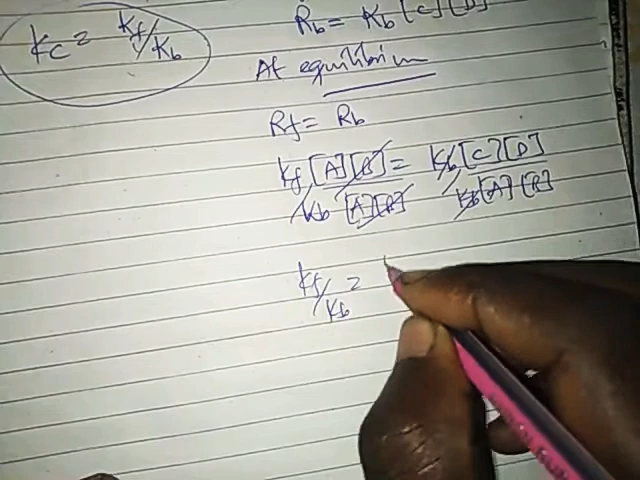 Kc = Kf/Kb
Rb = Kb [C][D]
At equilibrium
Rf = Rb
Kf [A][B] = Kb [C][D]
Kb [A][B] Kb [A][B]
Kf/Kb =